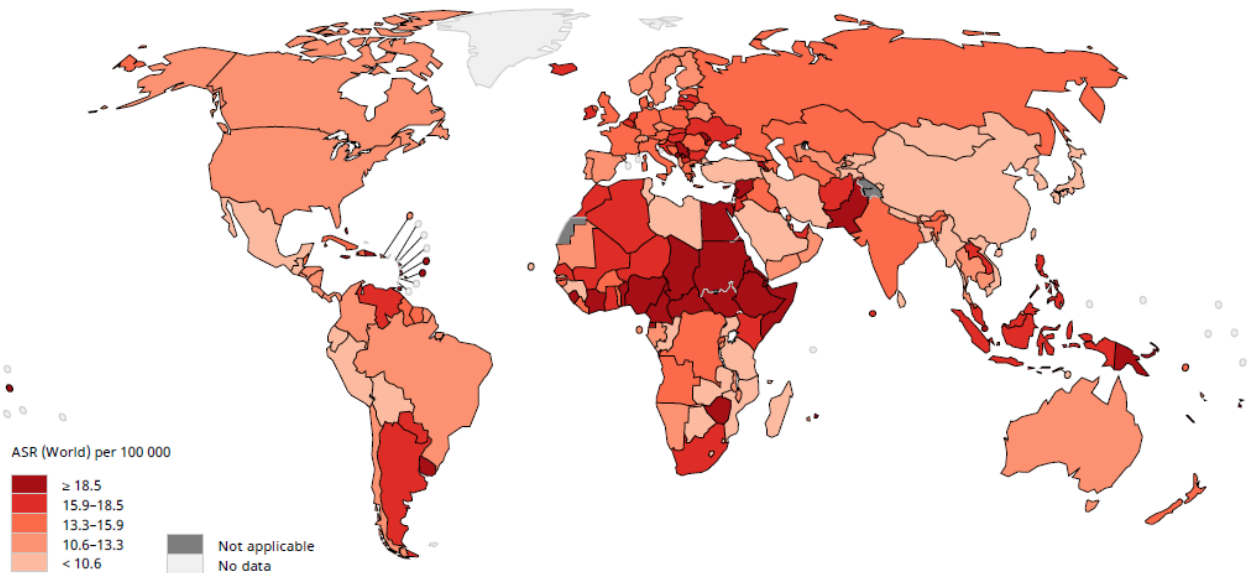 ASR (World) per 100 000
≥ 18.5
15.9–18.5
13.3–15.9
10.6–13.3
< 10.6
Not applicable
No data